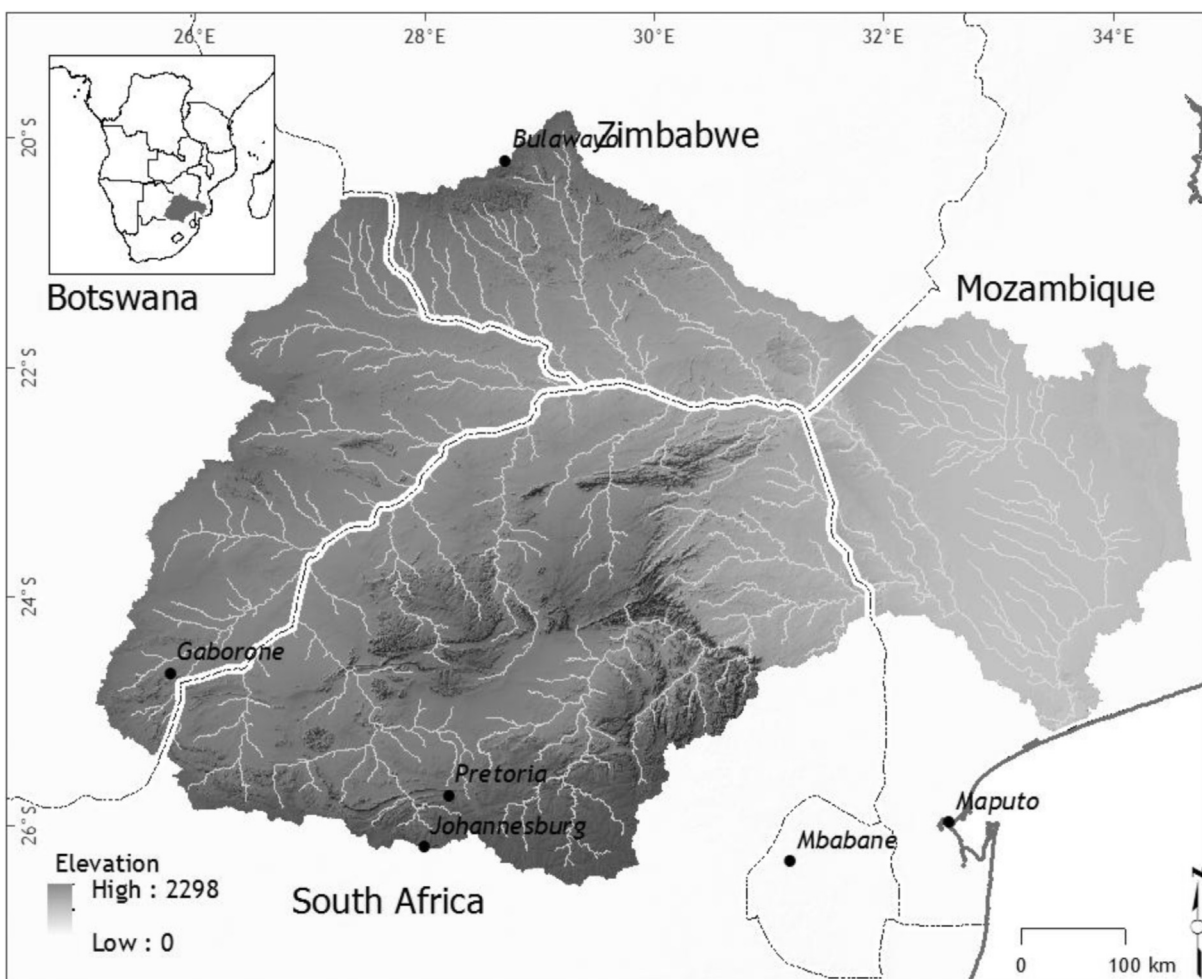 26°E 28°E 30°E 32°E 34°E
20°S
Bulawayo
Zimbabwe
Botswana
Mozambique
22°S
24°S
Gaborone
Pretoria
26°S
Johannesburg
Maputo
Mbabane
Elevation
High : 2298
Low : 0
South Africa
0 100 km